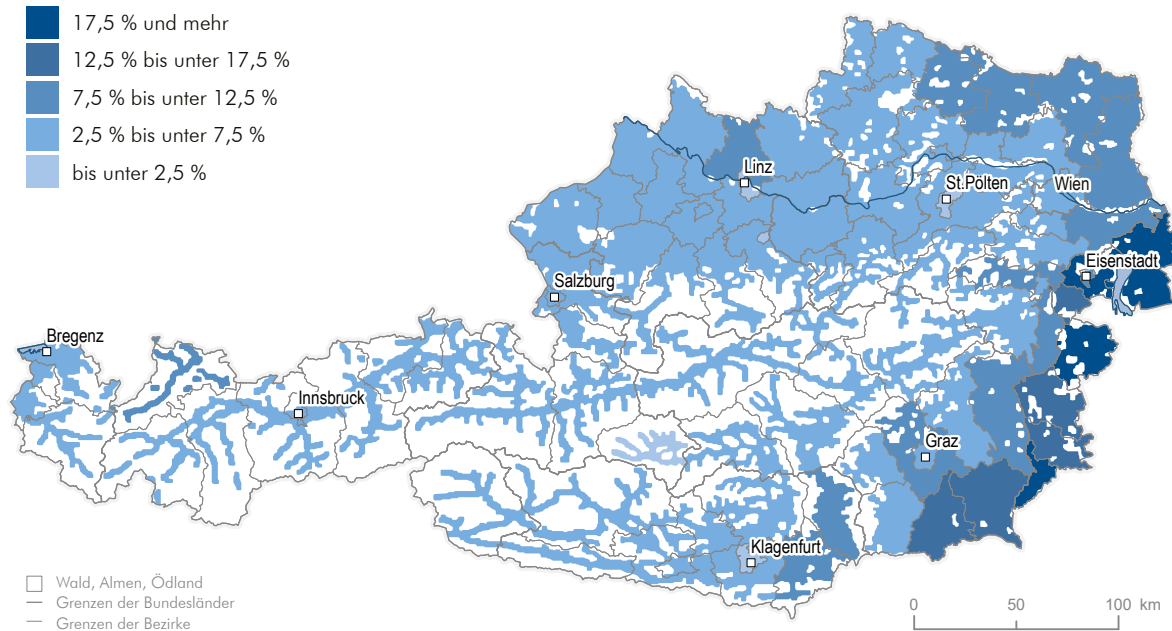 17,5 % und mehr
12,5 % bis unter 17,5 %
7,5 % bis unter 12,5 %
2,5 % bis unter 7,5 %
bis unter 2,5 %
Linz
St.Pölten
Wien
Eisenstadt
Salzburg
Bregenz
Innsbruck
Graz
Klagenfurt
Wald, Almen, Ödland
Grenzen der Bundesländer
Grenzen der Bezirke
0 50 100 km